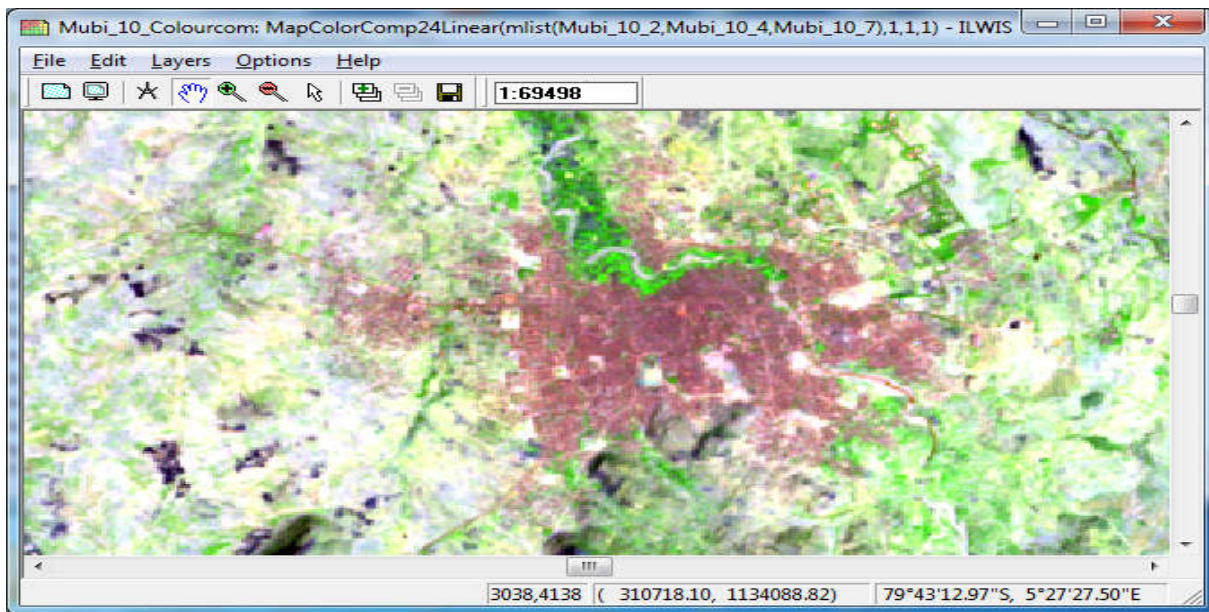 Mubi_10_Colourcom: MapColorComp24Linear(mlist(Mubi_10_2,Mubi_10_4,Mubi_10_7),1,1,1) - ILWIS
File Edit Layers Options Help
1:69498
3038,4138 ( 310718.10, 1134088.82) 79°43'12.97"S, 5°27'27.50"E